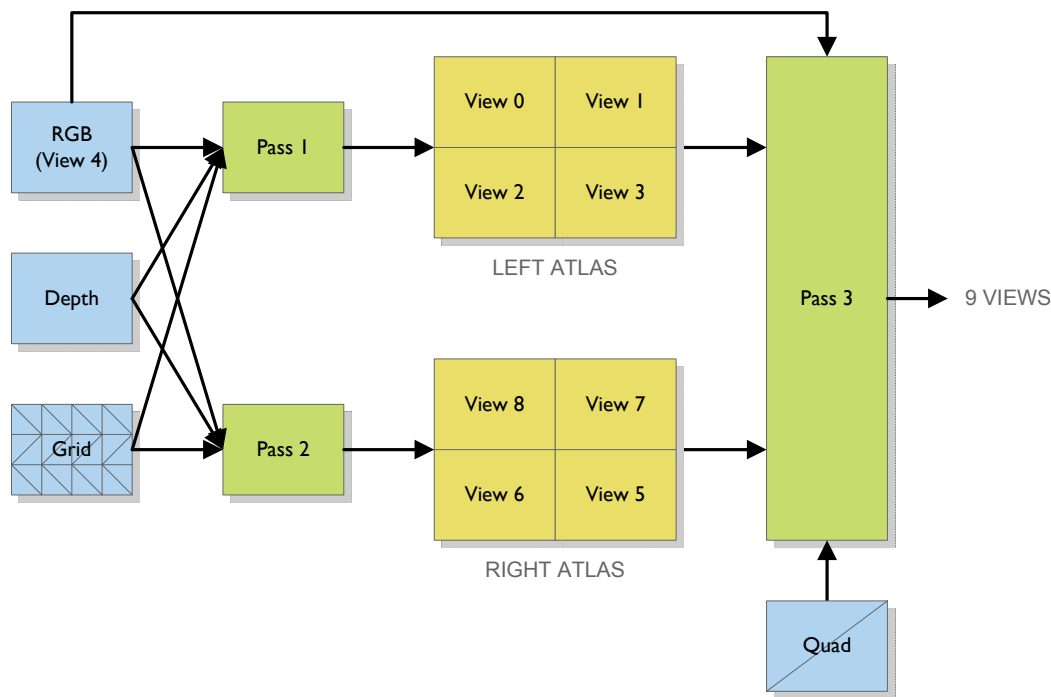 RGB
(View 4)
Depth
Grid
Pass 1
Pass 2
View 0
View 1
View 2
View 3
LEFT ATLAS
View 8
View 7
View 6
View 5
RIGHT ATLAS
Pass 3
Quad
9 VIEWS